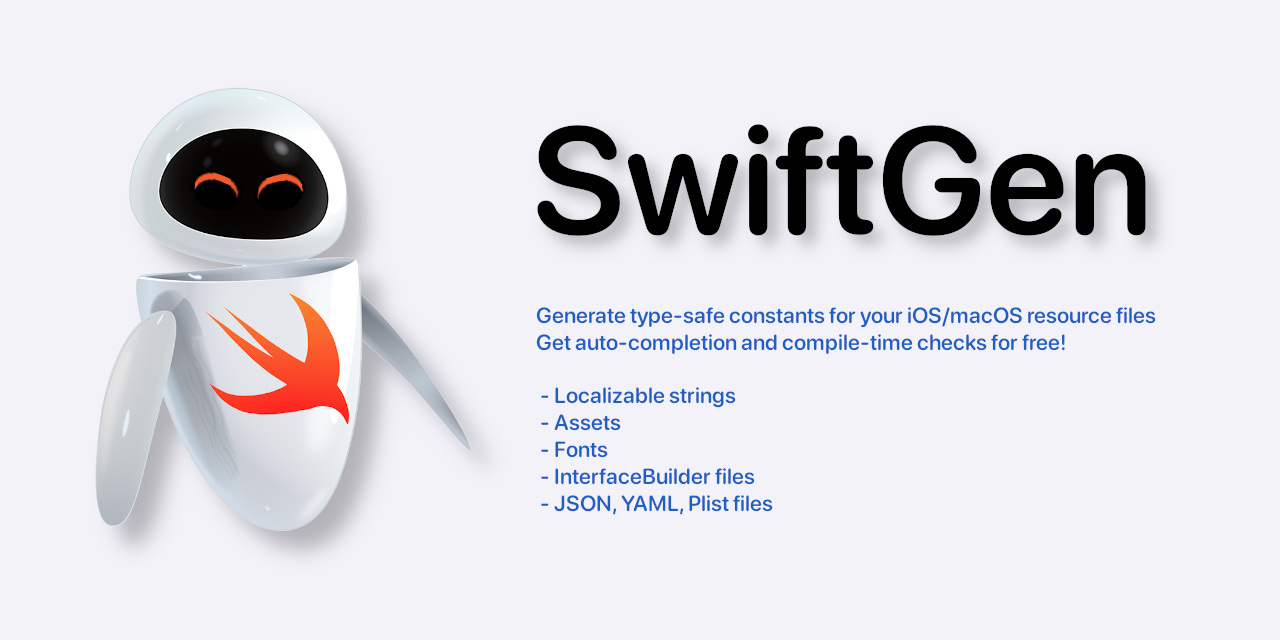 SwiftGen
Generate type-safe constants for your iOS/macOS resource files
Get auto-completion and compile-time checks for free!
- Localizable strings
- Assets
- Fonts
- InterfaceBuilder files
- JSON, YAML, Plist files